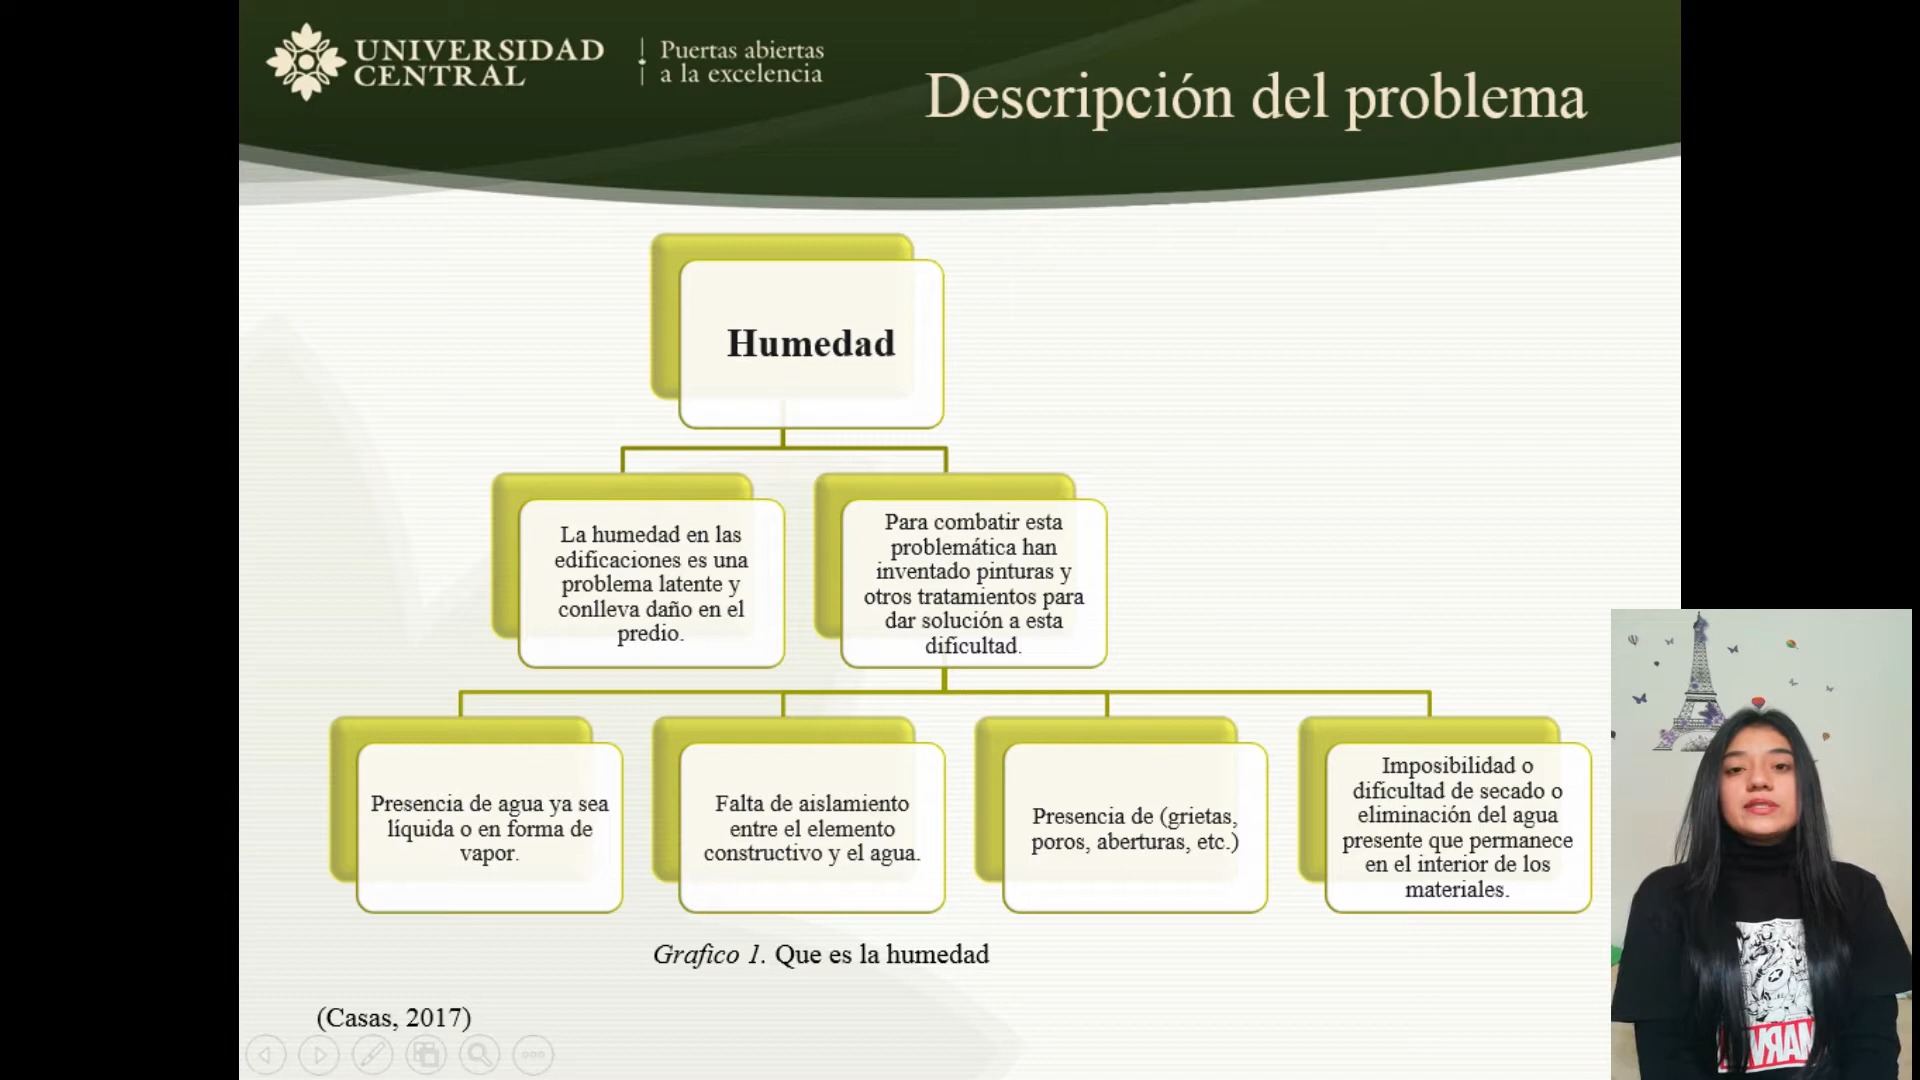 UNIVERSIDAD
CENTRAL
Puertas abiertas
a la excelencia
Descripción del problema
Humedad
La humedad en las
edificaciones es una
problema latente y
conlleva daño en el
predio.
Para combatir esta
problemática han
inventado pinturas y
otros tratamientos para
dar solución a esta
dificultad.
Presencia de agua ya sea
líquida o en forma de
vapor.
Falta de aislamiento
entre el elemento
constructivo y el agua.
Presencia de (grietas,
poros, aberturas, etc.)
Imposibilidad o
dificultad de secado o
eliminación del agua
presente que permanece
en el interior de los
materiales.
Grafico 1. Que es la humedad
(Casas, 2017)